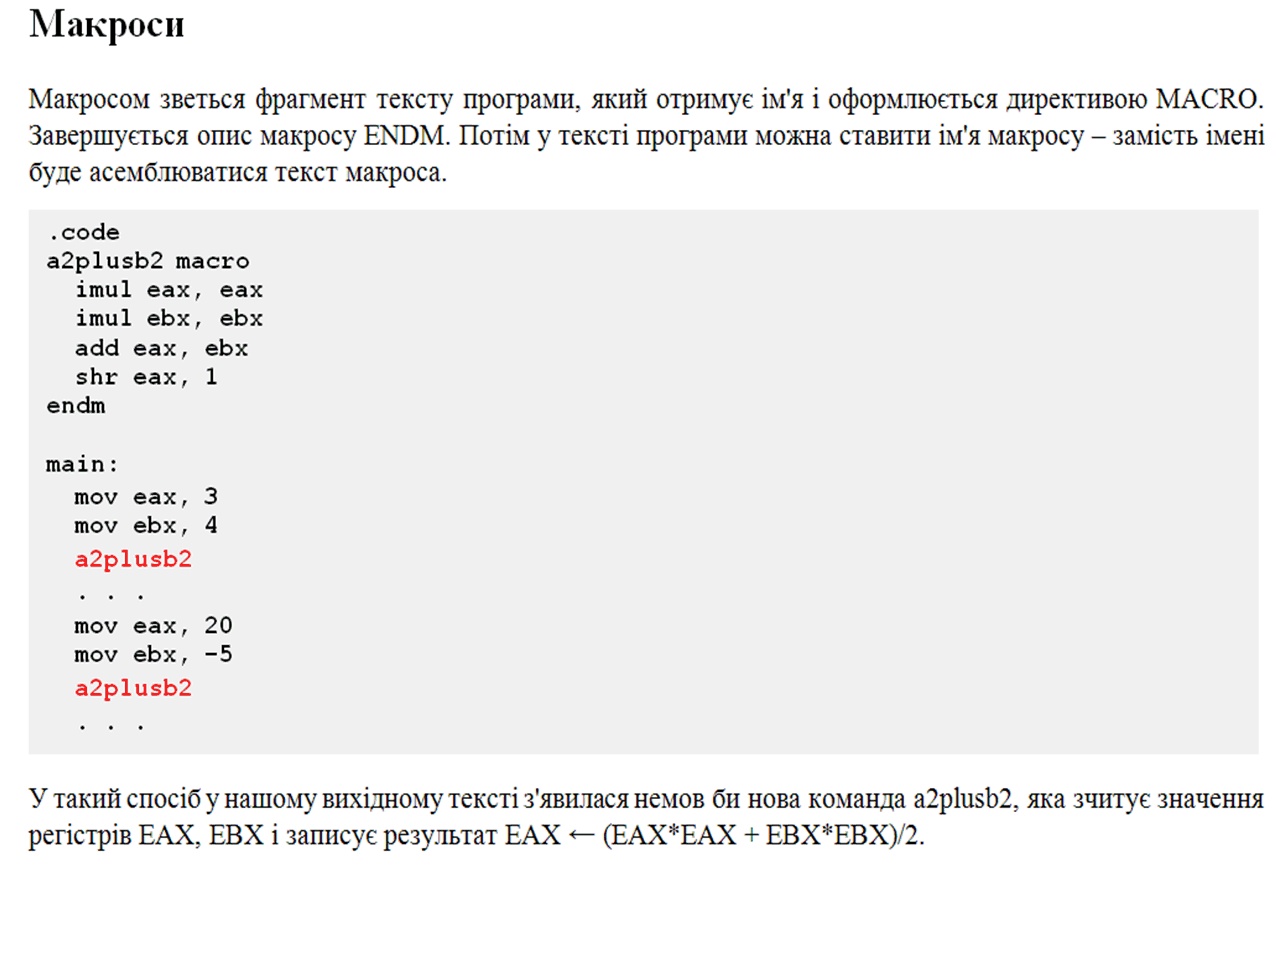 Макроси
Макросом зветься фрагмент тексту програми, який отримує ім'я і оформлюється директивою MACRO.
Завершується опис макросу ENDM. Потім у тексті програми можна ставити ім'я макросу – замість імені
буде асемблюватися текст макроса.
.code
a2plusb2 macro
imul eax, eax
imul ebx, ebx
add eax, ebx
shr eax, 1
endm
main:
mov eax, 3
mov ebx, 4
a2plusb2
. . .
mov eax, 20
mov ebx, -5
a2plusb2
. . .
У такий спосіб у нашому вихідному тексті з'явилася немов би нова команда a2plusb2, яка зчитує значення
регістрів EAX, EBX і записує результат EAX ← (EAX*EAX + EBX*EBX)/2.